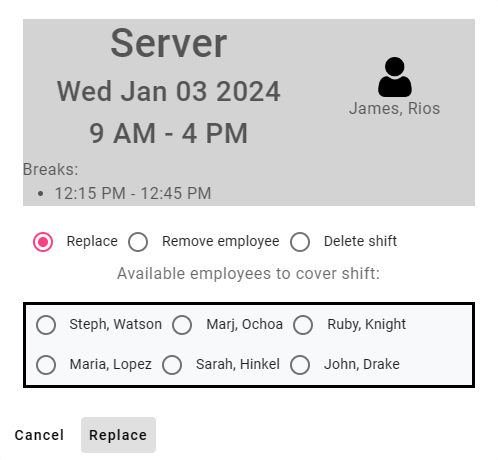 Server
Wed Jan 03 2024
9 AM - 4 PM
James, Rios
Breaks:
• 12:15 PM - 12:45 PM
Replace Remove employee Delete shift
Available employees to cover shift:
Steph, Watson Marj, Ochoa Ruby, Knight
Maria, Lopez Sarah, Hinkel John, Drake
Cancel Replace